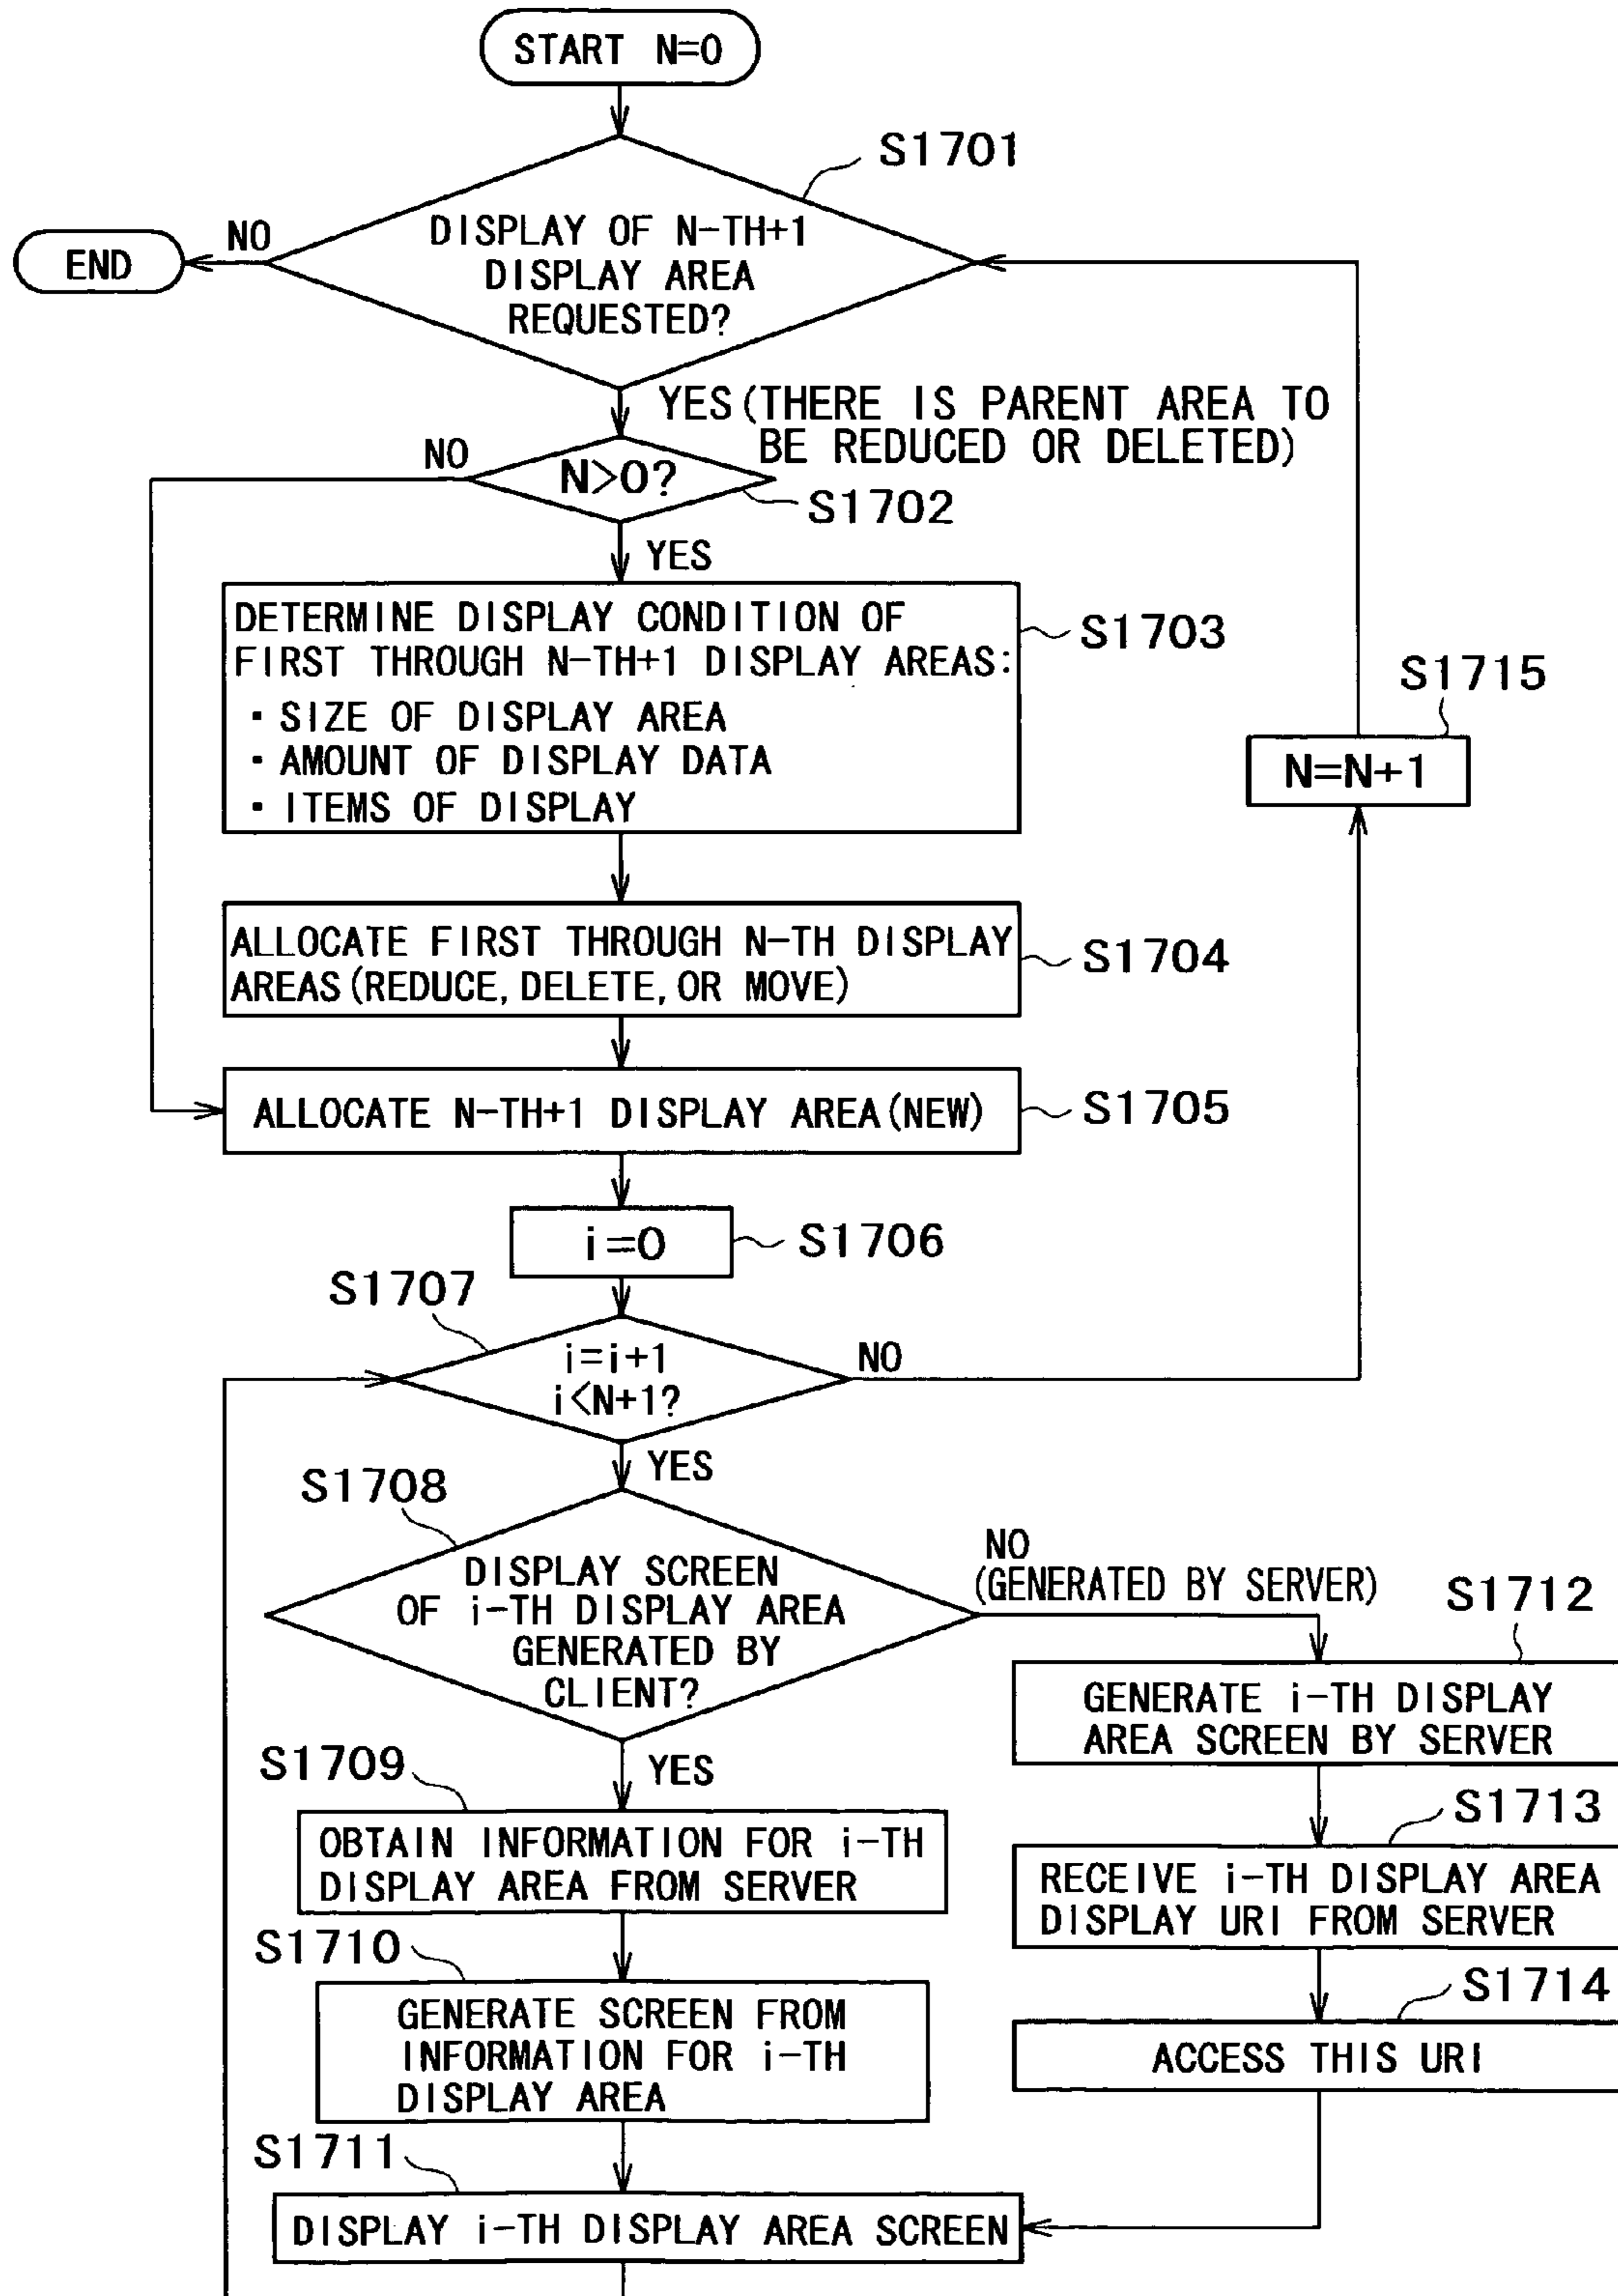 START N=0
S1701
DISPLAY OF N-TH+1
DISPLAY AREA
REQUESTED?
NO
END
YES(THERE IS PARENT AREA TO
BE REDUCED OR DELETED)
NO
N>0?
S1702
YES
DETERMINE DISPLAY CONDITION OF
FIRST THROUGH N-TH+1 DISPLAY AREAS:
・SIZE OF DISPLAY AREA
・AMOUNT OF DISPLAY DATA
・ITEMS OF DISPLAY
S1703
S1715
N=N+1
ALLOCATE FIRST THROUGH N-TH DISPLAY
AREAS(REDUCE, DELETE, OR MOVE)
S1704
ALLOCATE N-TH+1 DISPLAY AREA(NEW)
S1705
i=0
S1706
S1707
i=i+1
i<N+1?
NO
YES
S1708
DISPLAY SCREEN
OF i-TH DISPLAY AREA
GENERATED BY
CLIENT?
NO
(GENERATED BY SERVER)
S1712
GENERATE i-TH DISPLAY
AREA SCREEN BY SERVER
YES
S1709
OBTAIN INFORMATION FOR i-TH
DISPLAY AREA FROM SERVER
S1713
RECEIVE i-TH DISPLAY AREA
DISPLAY URI FROM SERVER
S1710
GENERATE SCREEN FROM
INFORMATION FOR i-TH
DISPLAY AREA
S1714
ACCESS THIS URI
S1711
DISPLAY i-TH DISPLAY AREA SCREEN